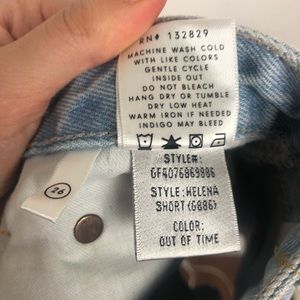 RN# 132829
MACHINE WASH COLD
WITH LIKE COLORS
GENTLE CYCLE
INSIDE OUT
DO NOT BLEACH
HANG DRY OR TUMBLE
DRY LOW HEAT
WARM IRON IF NEEDED
INDIGO MAY BLEED
STYLE#:
GF4076869886
STYLE: HELENA
SHORT (G886)
COLOR:
OUT OF TIME
26